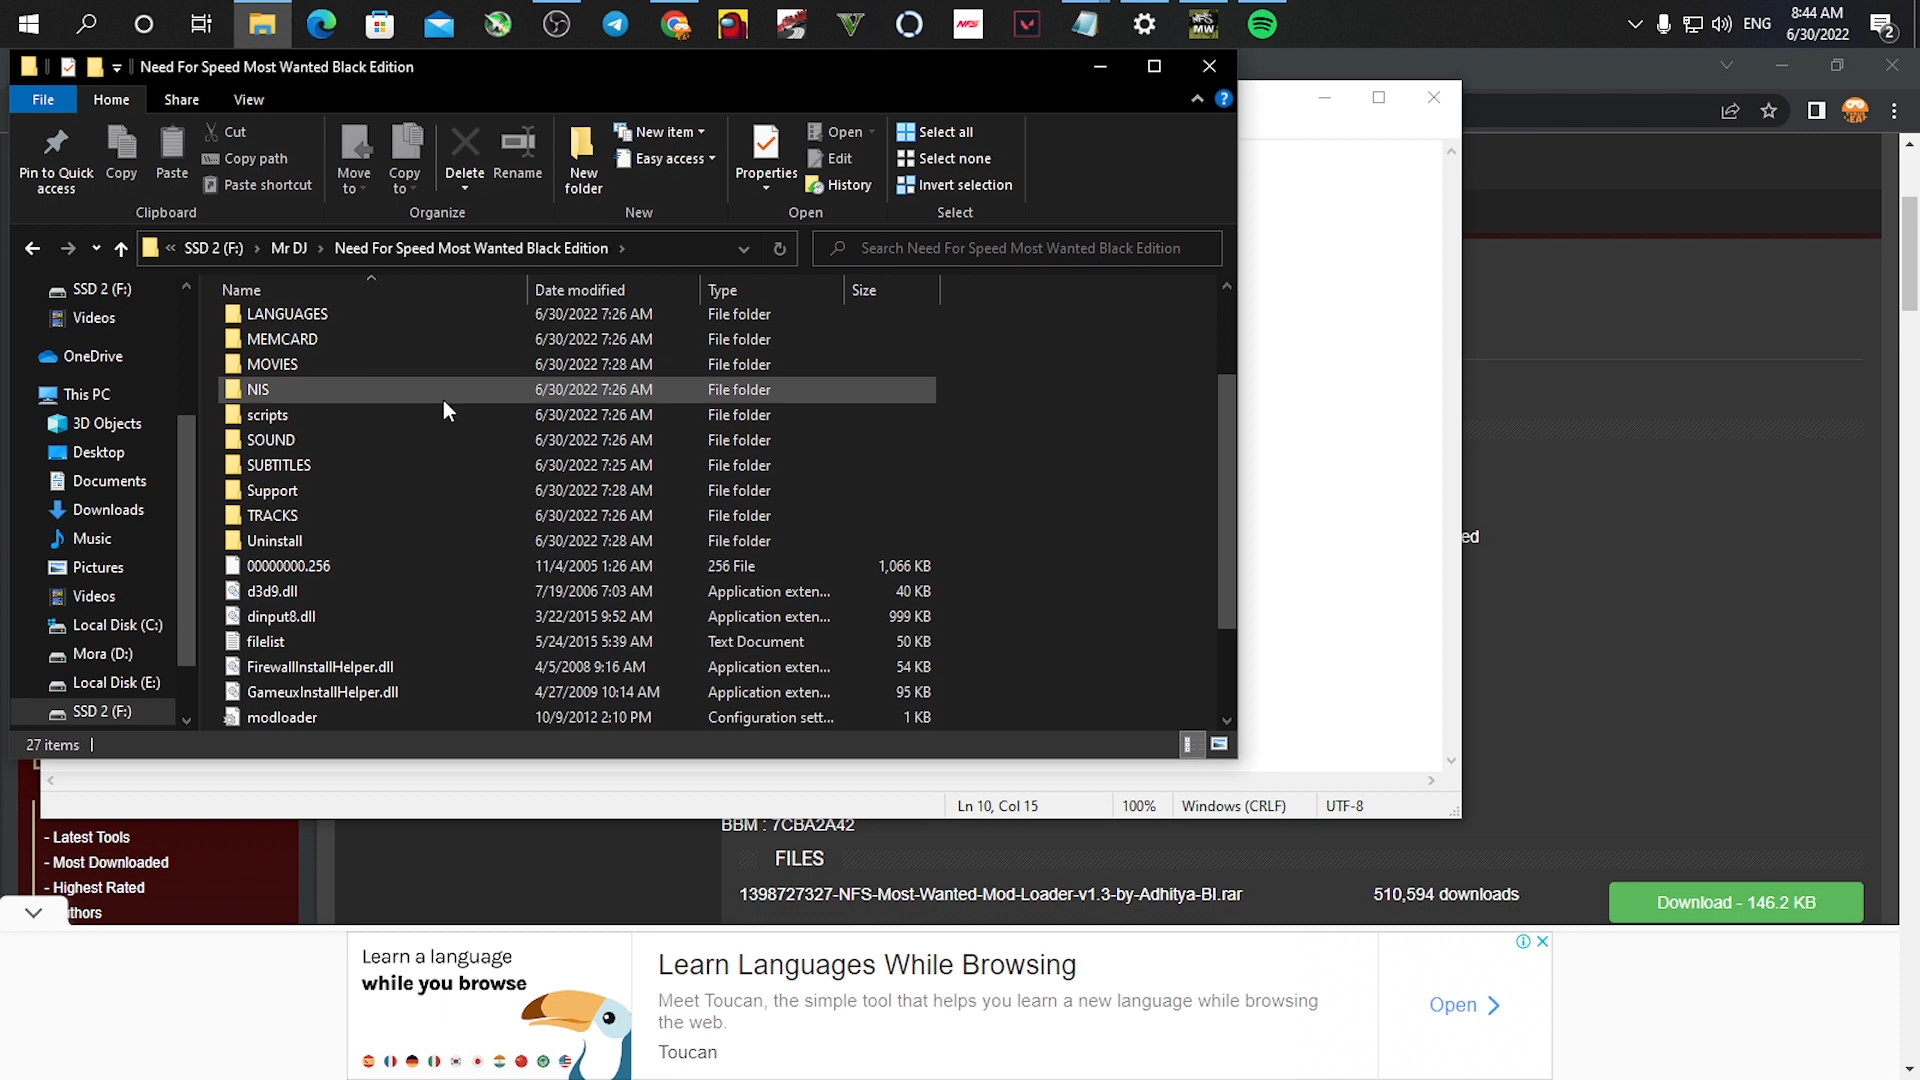 ENG
8:44 AM
6/30/2022
2
Need For Speed Most Wanted Black Edition
File
Home
Share
View
Pin to Quick access
Copy
Paste
Cut
Copy path
Paste shortcut
Clipboard
Move to
Copy to
Delete
Rename
Organize
New folder
New item
Easy access
New
Properties
Open
Edit
History
Open
Select all
Select none
Invert selection
Select
« SSD 2 (F:) › Mr DJ › Need For Speed Most Wanted Black Edition ›
Search Need For Speed Most Wanted Black Edition
SSD 2 (F:)
Videos
OneDrive
This PC
3D Objects
Desktop
Documents
Downloads
Music
Pictures
Videos
Local Disk (C:)
Mora (D:)
Local Disk (E:)
SSD 2 (F:)
Name Date modified Type Size
LANGUAGES 6/30/2022 7:26 AM File folder
MEMCARD 6/30/2022 7:26 AM File folder
MOVIES 6/30/2022 7:28 AM File folder
NIS 6/30/2022 7:26 AM File folder
scripts 6/30/2022 7:26 AM File folder
SOUND 6/30/2022 7:26 AM File folder
SUBTITLES 6/30/2022 7:25 AM File folder
Support 6/30/2022 7:28 AM File folder
TRACKS 6/30/2022 7:26 AM File folder
Uninstall 6/30/2022 7:28 AM File folder
00000000.256 11/4/2005 1:26 AM 256 File 1,066 KB
d3d9.dll 7/19/2006 7:03 AM Application exten... 40 KB
dinput8.dll 3/22/2015 9:52 AM Application exten... 999 KB
filelist 5/24/2015 5:39 AM Text Document 50 KB
FirewallInstallHelper.dll 4/5/2008 9:16 AM Application exten... 54 KB
GameuxInstallHelper.dll 4/27/2009 10:14 AM Application exten... 95 KB
modloader 10/9/2012 2:10 PM Configuration sett... 1 KB
27 items
ed
Ln 10, Col 15 100% Windows (CRLF) UTF-8
- Latest Tools
- Most Downloaded
- Highest Rated
thors
BBM : 7CBA2A42
FILES
1398727327-NFS-Most-Wanted-Mod-Loader-v1.3-by-Adhitya-BI.rar
510,594 downloads
Download - 146.2 KB
Learn a language
while you browse
Learn Languages While Browsing
Meet Toucan, the simple tool that helps you learn a new language while browsing
the web.
Toucan
Open